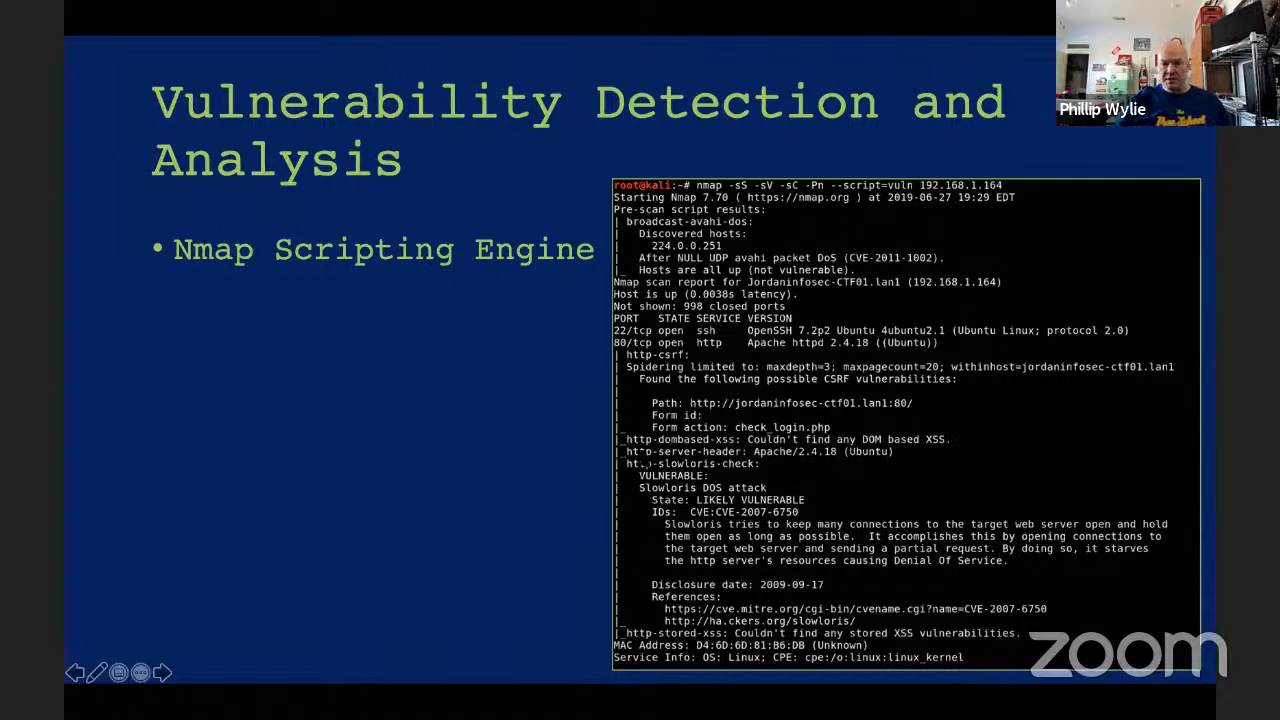 Vulnerability Detection and
Analysis
• Nmap Scripting Engine
root@kali:~# nmap -sS -sV -sC -Pn --script=vuln 192.168.1.164
Starting Nmap 7.70 ( https://nmap.org ) at 2019-06-27 19:29 EDT
Pre-scan script results:
| broadcast-avahi-dos:
|   Discovered hosts:
|     224.0.0.251
|   After NULL UDP avahi packet DoS (CVE-2011-1002).
|_  Hosts are all up (not vulnerable).
Nmap scan report for Jordaninfosec-CTF01.lan1 (192.168.1.164)
Host is up (0.0038s latency).
Not shown: 998 closed ports
PORT   STATE SERVICE VERSION
22/tcp open  ssh     OpenSSH 7.2p2 Ubuntu 4ubuntu2.1 (Ubuntu Linux; protocol 2.0)
80/tcp open  http    Apache httpd 2.4.18 ((Ubuntu))
| http-csrf:
| Spidering limited to: maxdepth=3; maxpagecount=20; withinhost=jordaninfosec-ctf01.lan1
|   Found the following possible CSRF vulnerabilities:
|
|     Path: http://jordaninfosec-ctf01.lan1:80/
|     Form id:
|_    Form action: check_login.php
|_http-dombased-xss: Couldn't find any DOM based XSS.
|_http-server-header: Apache/2.4.18 (Ubuntu)
| http-slowloris-check:
|   VULNERABLE:
|   Slowloris DOS attack
|     State: LIKELY VULNERABLE
|     IDs:  CVE:CVE-2007-6750
|       Slowloris tries to keep many connections to the target web server open and hold
|       them open as long as possible.  It accomplishes this by opening connections to
|       the target web server and sending a partial request. By doing so, it starves
|       the http server's resources causing Denial Of Service.
|
|     Disclosure date: 2009-09-17
|     References:
|       https://cve.mitre.org/cgi-bin/cvename.cgi?name=CVE-2007-6750
|_      http://ha.ckers.org/slowloris/
|_http-stored-xss: Couldn't find any stored XSS vulnerabilities.
MAC Address: D4:6D:6D:81:B6:DB (Unknown)
Service Info: OS: Linux; CPE: cpe:/o:linux:linux_kernel
Phillip Wylie
The
zoom